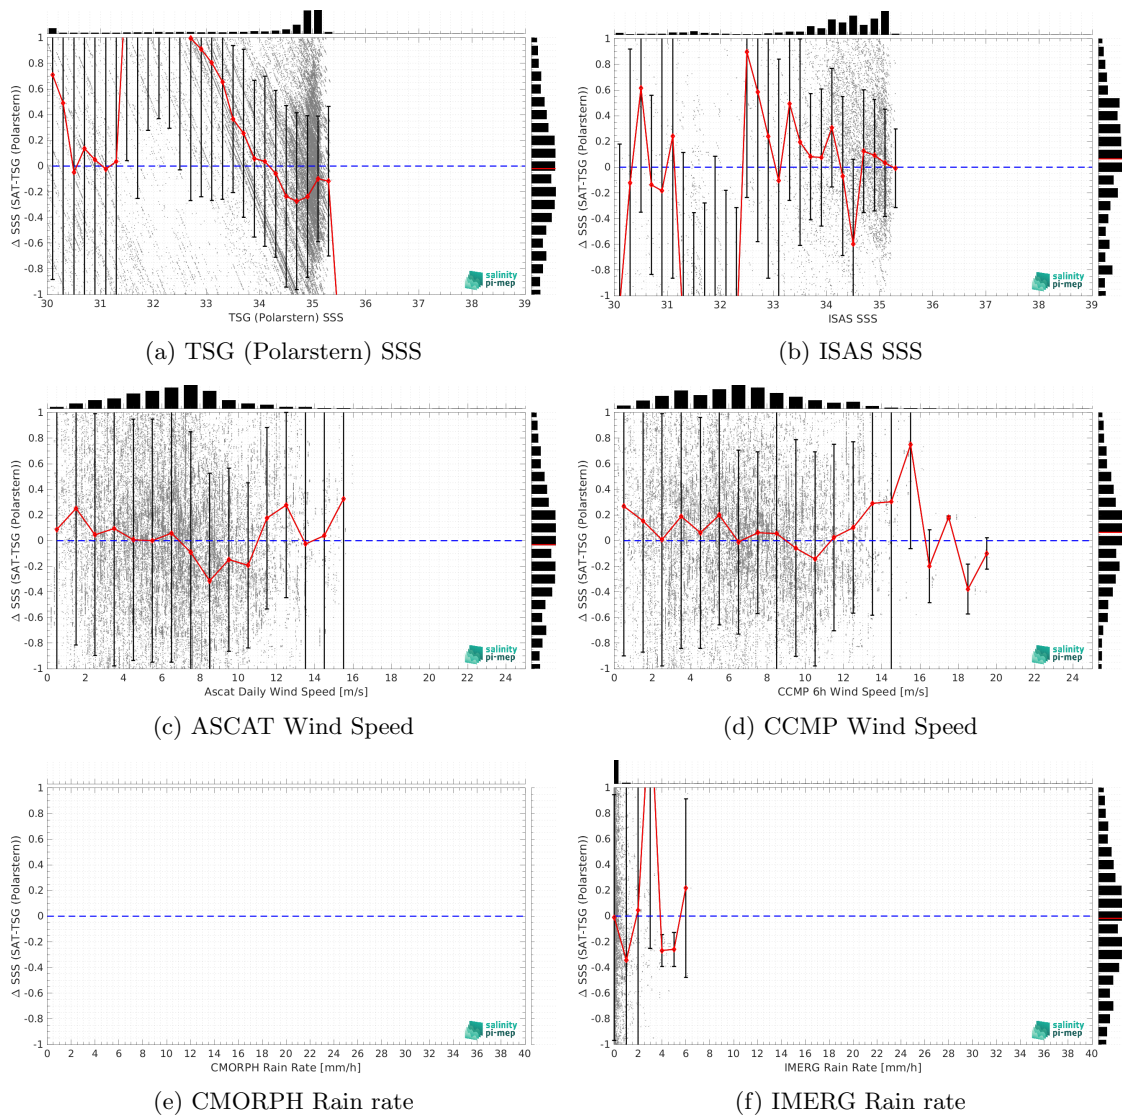 1
0.8
0.6
0.4
0.2
0
-0.2
-0.4
-0.6
-0.8
-1
Δ SSS (SAT-TSG (Polarstern))
30 31 32 33 34 35 36 37 38 39
TSG (Polarstern) SSS
salinity
pi-mep
(a) TSG (Polarstern) SSS
1
0.8
0.6
0.4
0.2
0
-0.2
-0.4
-0.6
-0.8
-1
Δ SSS (SAT-TSG (Polarstern))
30 31 32 33 34 35 36 37 38 39
ISAS SSS
salinity
pi-mep
(b) ISAS SSS
1
0.8
0.6
0.4
0.2
0
-0.2
-0.4
-0.6
-0.8
-1
Δ SSS (SAT-TSG (Polarstern))
0 2 4 6 8 10 12 14 16 18 20 22 24
Ascat Daily Wind Speed [m/s]
salinity
pi-mep
(c) ASCAT Wind Speed
1
0.8
0.6
0.4
0.2
0
-0.2
-0.4
-0.6
-0.8
-1
Δ SSS (SAT-TSG (Polarstern))
0 2 4 6 8 10 12 14 16 18 20 22 24
CCMP 6h Wind Speed [m/s]
salinity
pi-mep
(d) CCMP Wind Speed
1
0.8
0.6
0.4
0.2
0
-0.2
-0.4
-0.6
-0.8
-1
Δ SSS (SAT-TSG (Polarstern))
0 2 4 6 8 10 12 14 16 18 20 22 24 26 28 30 32 34 36 38 40
CMORPH Rain Rate [mm/h]
salinity
pi-mep
(e) CMORPH Rain rate
1
0.8
0.6
0.4
0.2
0
-0.2
-0.4
-0.6
-0.8
-1
Δ SSS (SAT-TSG (Polarstern))
0 2 4 6 8 10 12 14 16 18 20 22 24 26 28 30 32 34 36 38 40
IMERG Rain Rate [mm/h]
salinity
pi-mep
(f) IMERG Rain rate